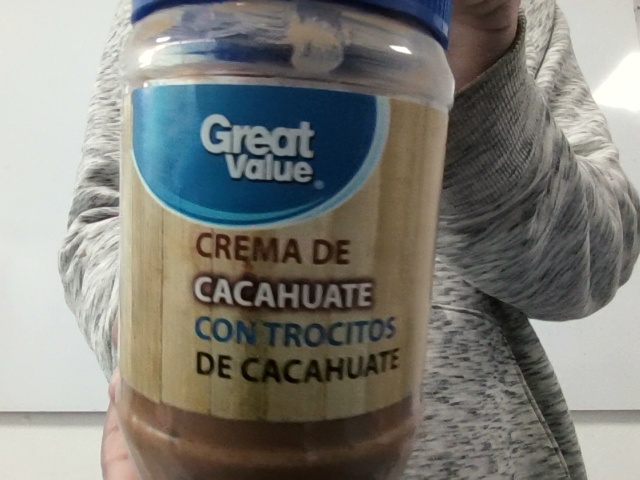 Great
Value®
CREMA DE
CACAHUATE
CON TROCITOS
DE CACAHUATE